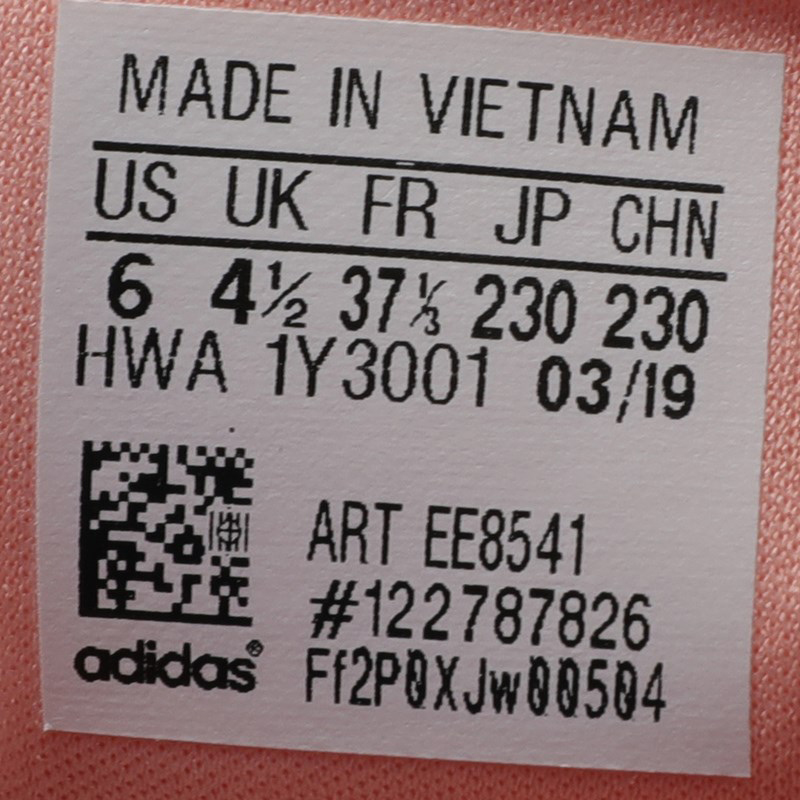 MADE IN VIETNAM
US UK FR JP CHN
6 4½ 37⅓ 230 230
HWA 1Y3001 03/19
ART EE8541
#122787826
adidas® Ff2P0XJw00504